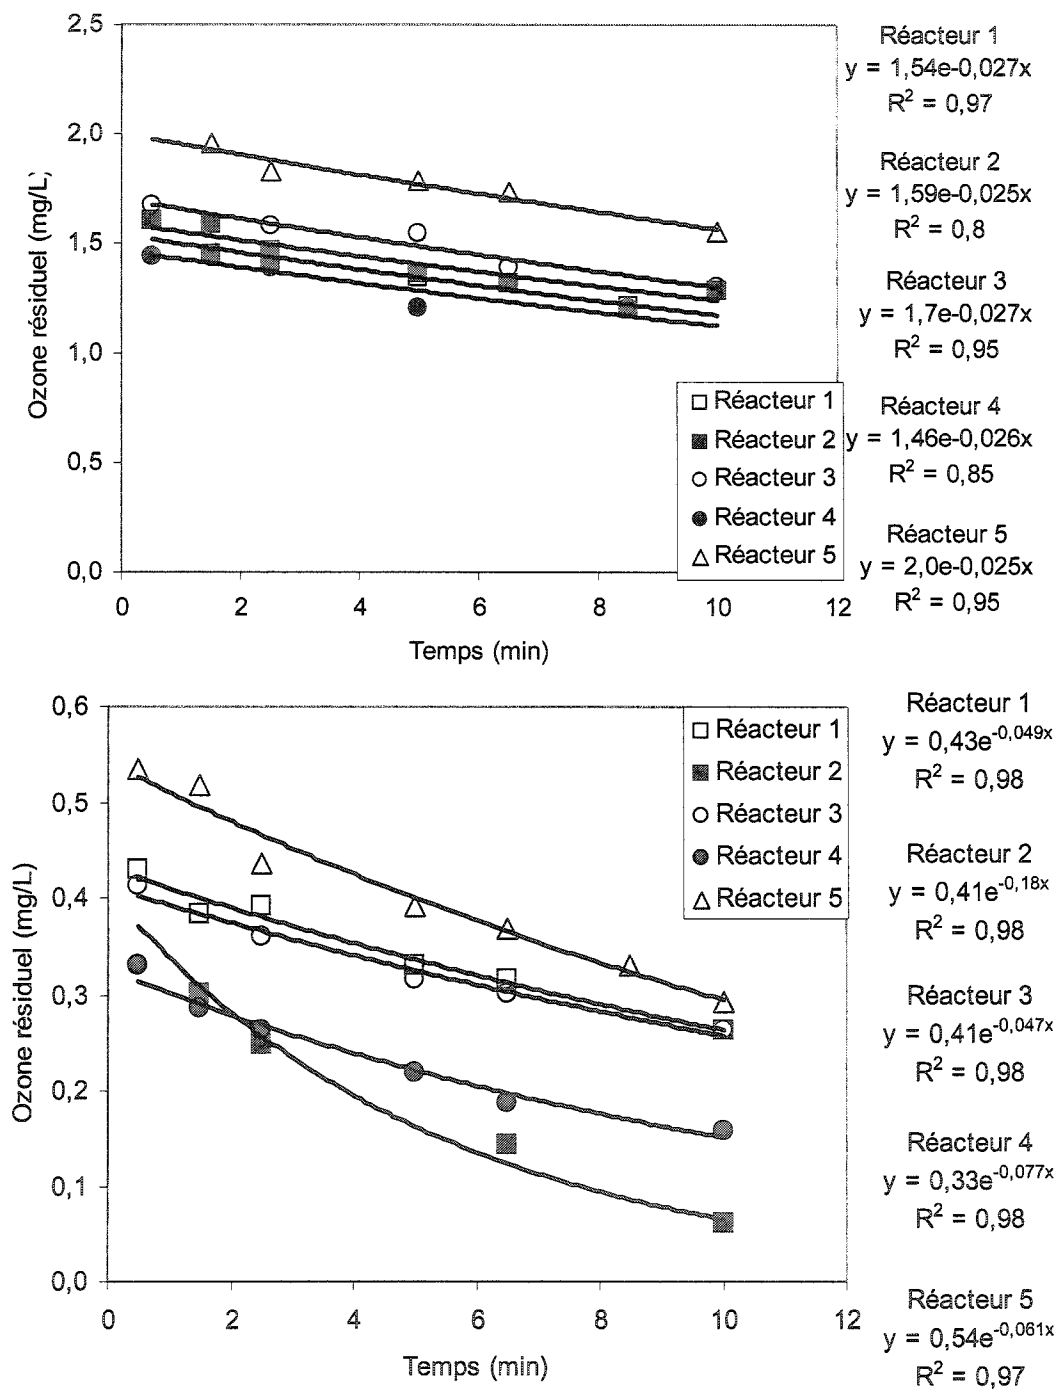 2,5
2,0
1,5
1,0
0,5
0,0
Ozone résiduel (mg/L)
0 2 4 6 8 10 12
Temps (min)
□ Réacteur 1
■ Réacteur 2
○ Réacteur 3
● Réacteur 4
△ Réacteur 5
Réacteur 1
y = 1,54e-0,027x
R² = 0,97
Réacteur 2
y = 1,59e-0,025x
R² = 0,8
Réacteur 3
y = 1,7e-0,027x
R² = 0,95
Réacteur 4
y = 1,46e-0,026x
R² = 0,85
Réacteur 5
y = 2,0e-0,025x
R² = 0,95
0,6
0,5
0,4
0,3
0,2
0,1
0,0
Ozone résiduel (mg/L)
0 2 4 6 8 10 12
Temps (min)
□ Réacteur 1
■ Réacteur 2
○ Réacteur 3
● Réacteur 4
△ Réacteur 5
Réacteur 1
y = 0,43e⁻⁰,⁰⁴⁹ˣ
R² = 0,98
Réacteur 2
y = 0,41e⁻⁰,¹⁸ˣ
R² = 0,98
Réacteur 3
y = 0,41e⁻⁰,⁰⁴⁷ˣ
R² = 0,98
Réacteur 4
y = 0,33e⁻⁰,⁰⁷⁷ˣ
R² = 0,98
Réacteur 5
y = 0,54e⁻⁰,⁰⁶¹ˣ
R² = 0,97